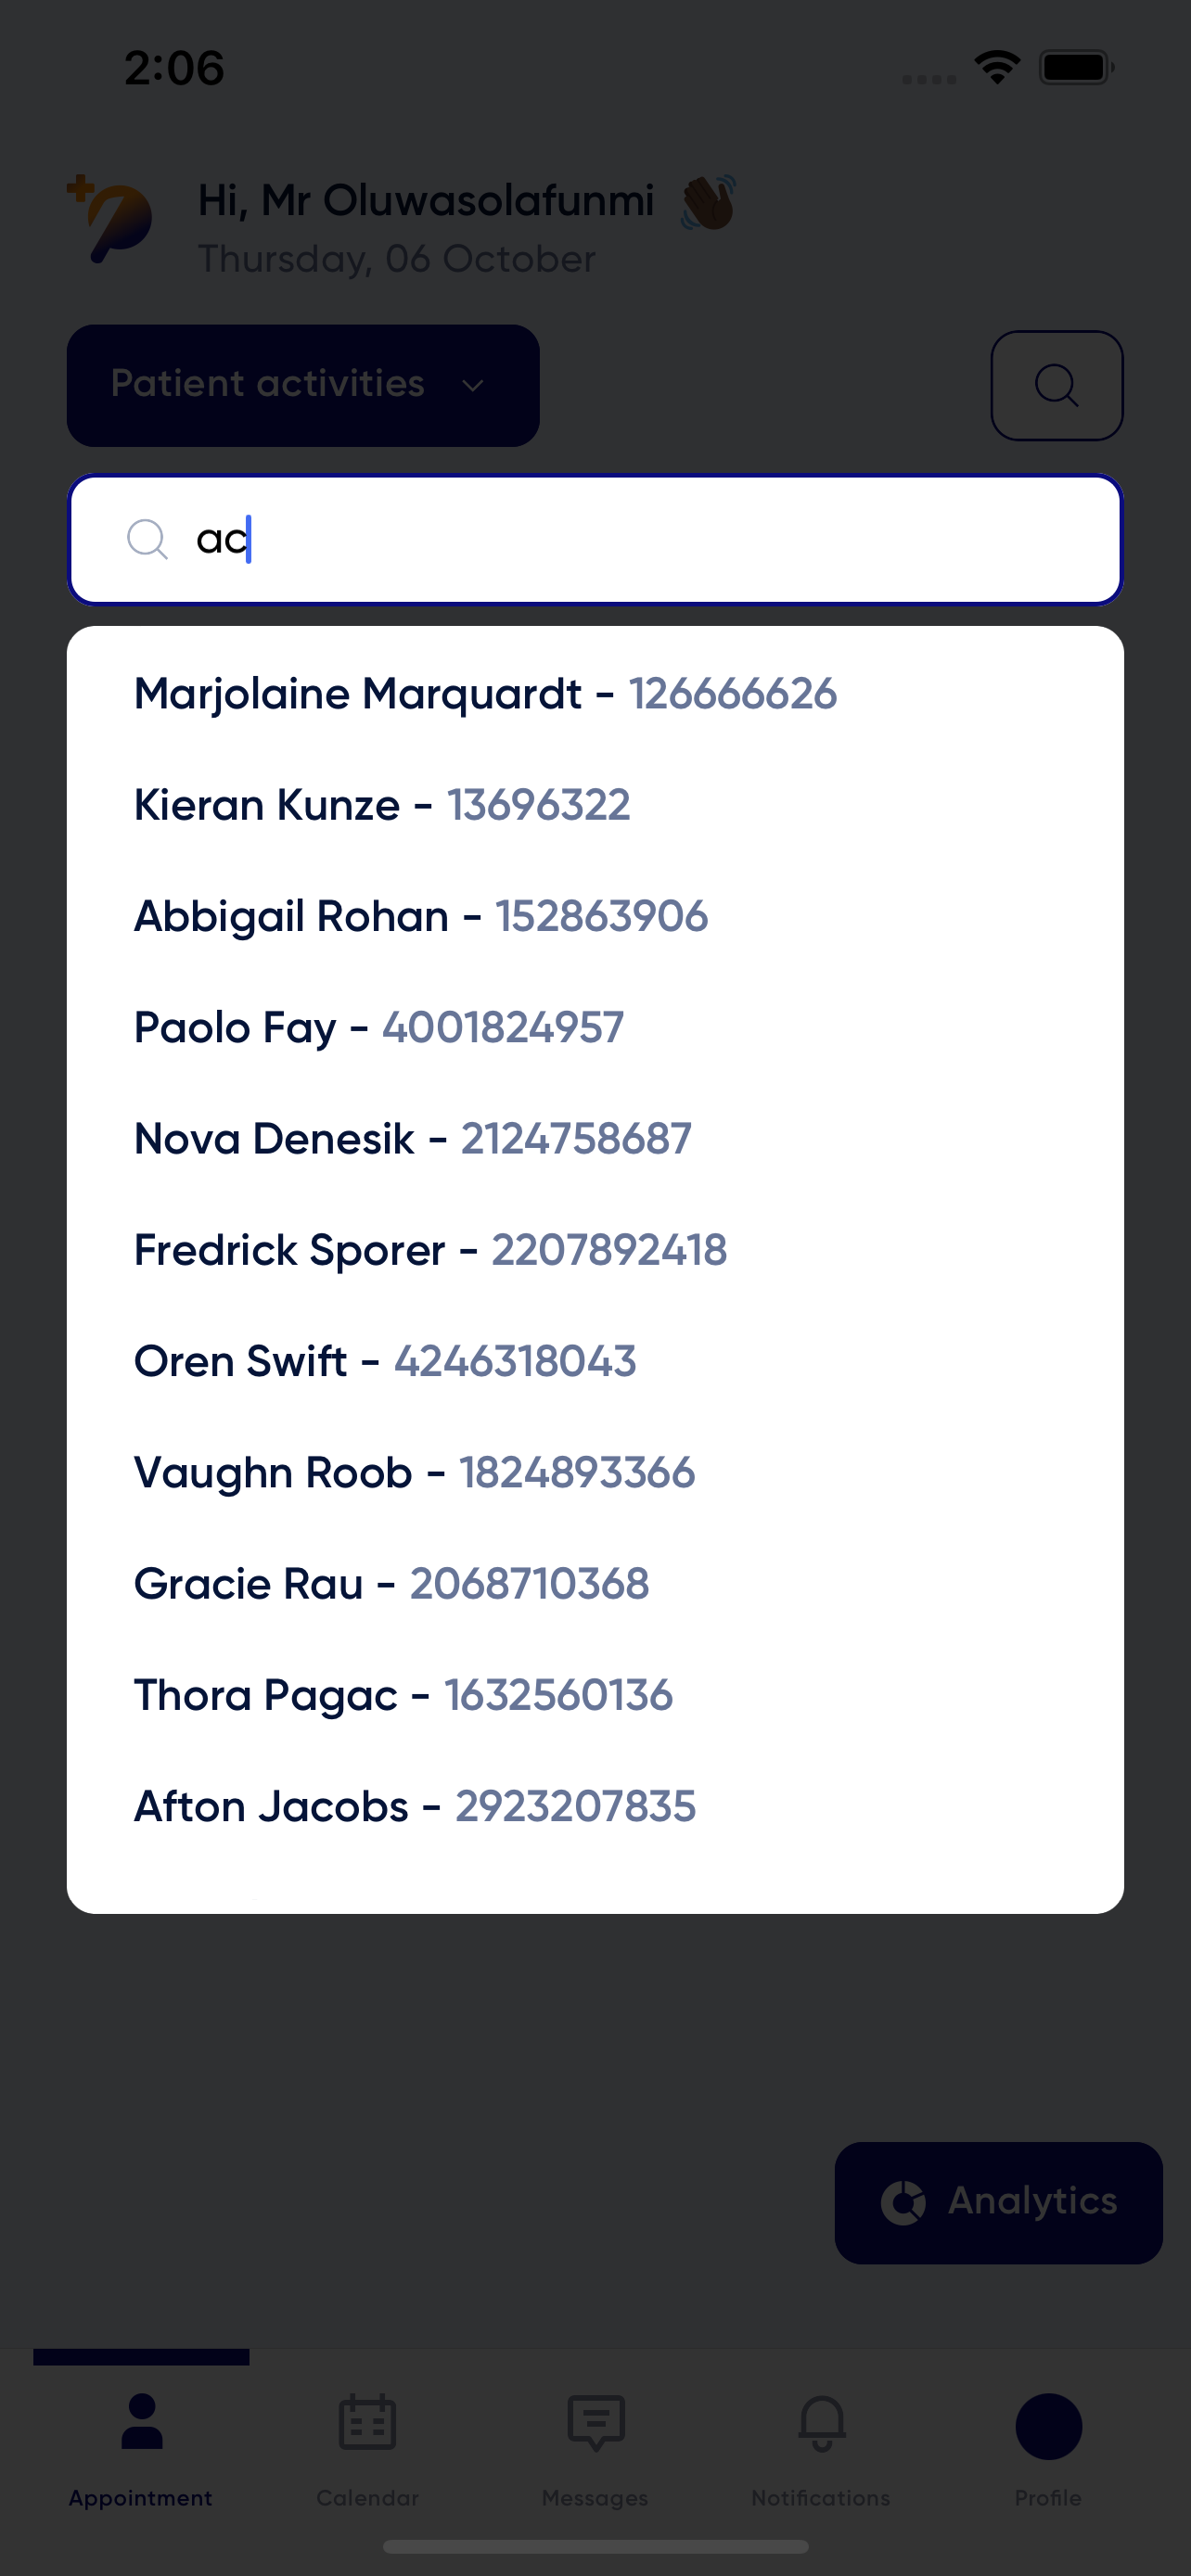 2:06
Hi, Mr Oluwasolafunmi 👋🏿
Thursday, 06 October
Patient activities
ac
Marjolaine Marquardt - 126666626
Kieran Kunze - 13696322
Abbigail Rohan - 152863906
Paolo Fay - 4001824957
Nova Denesik - 2124758687
Fredrick Sporer - 2207892418
Oren Swift - 4246318043
Vaughn Roob - 1824893366
Gracie Rau - 2068710368
Thora Pagac - 1632560136
Afton Jacobs - 2923207835
Analytics
Appointment Calendar Messages Notifications Profile